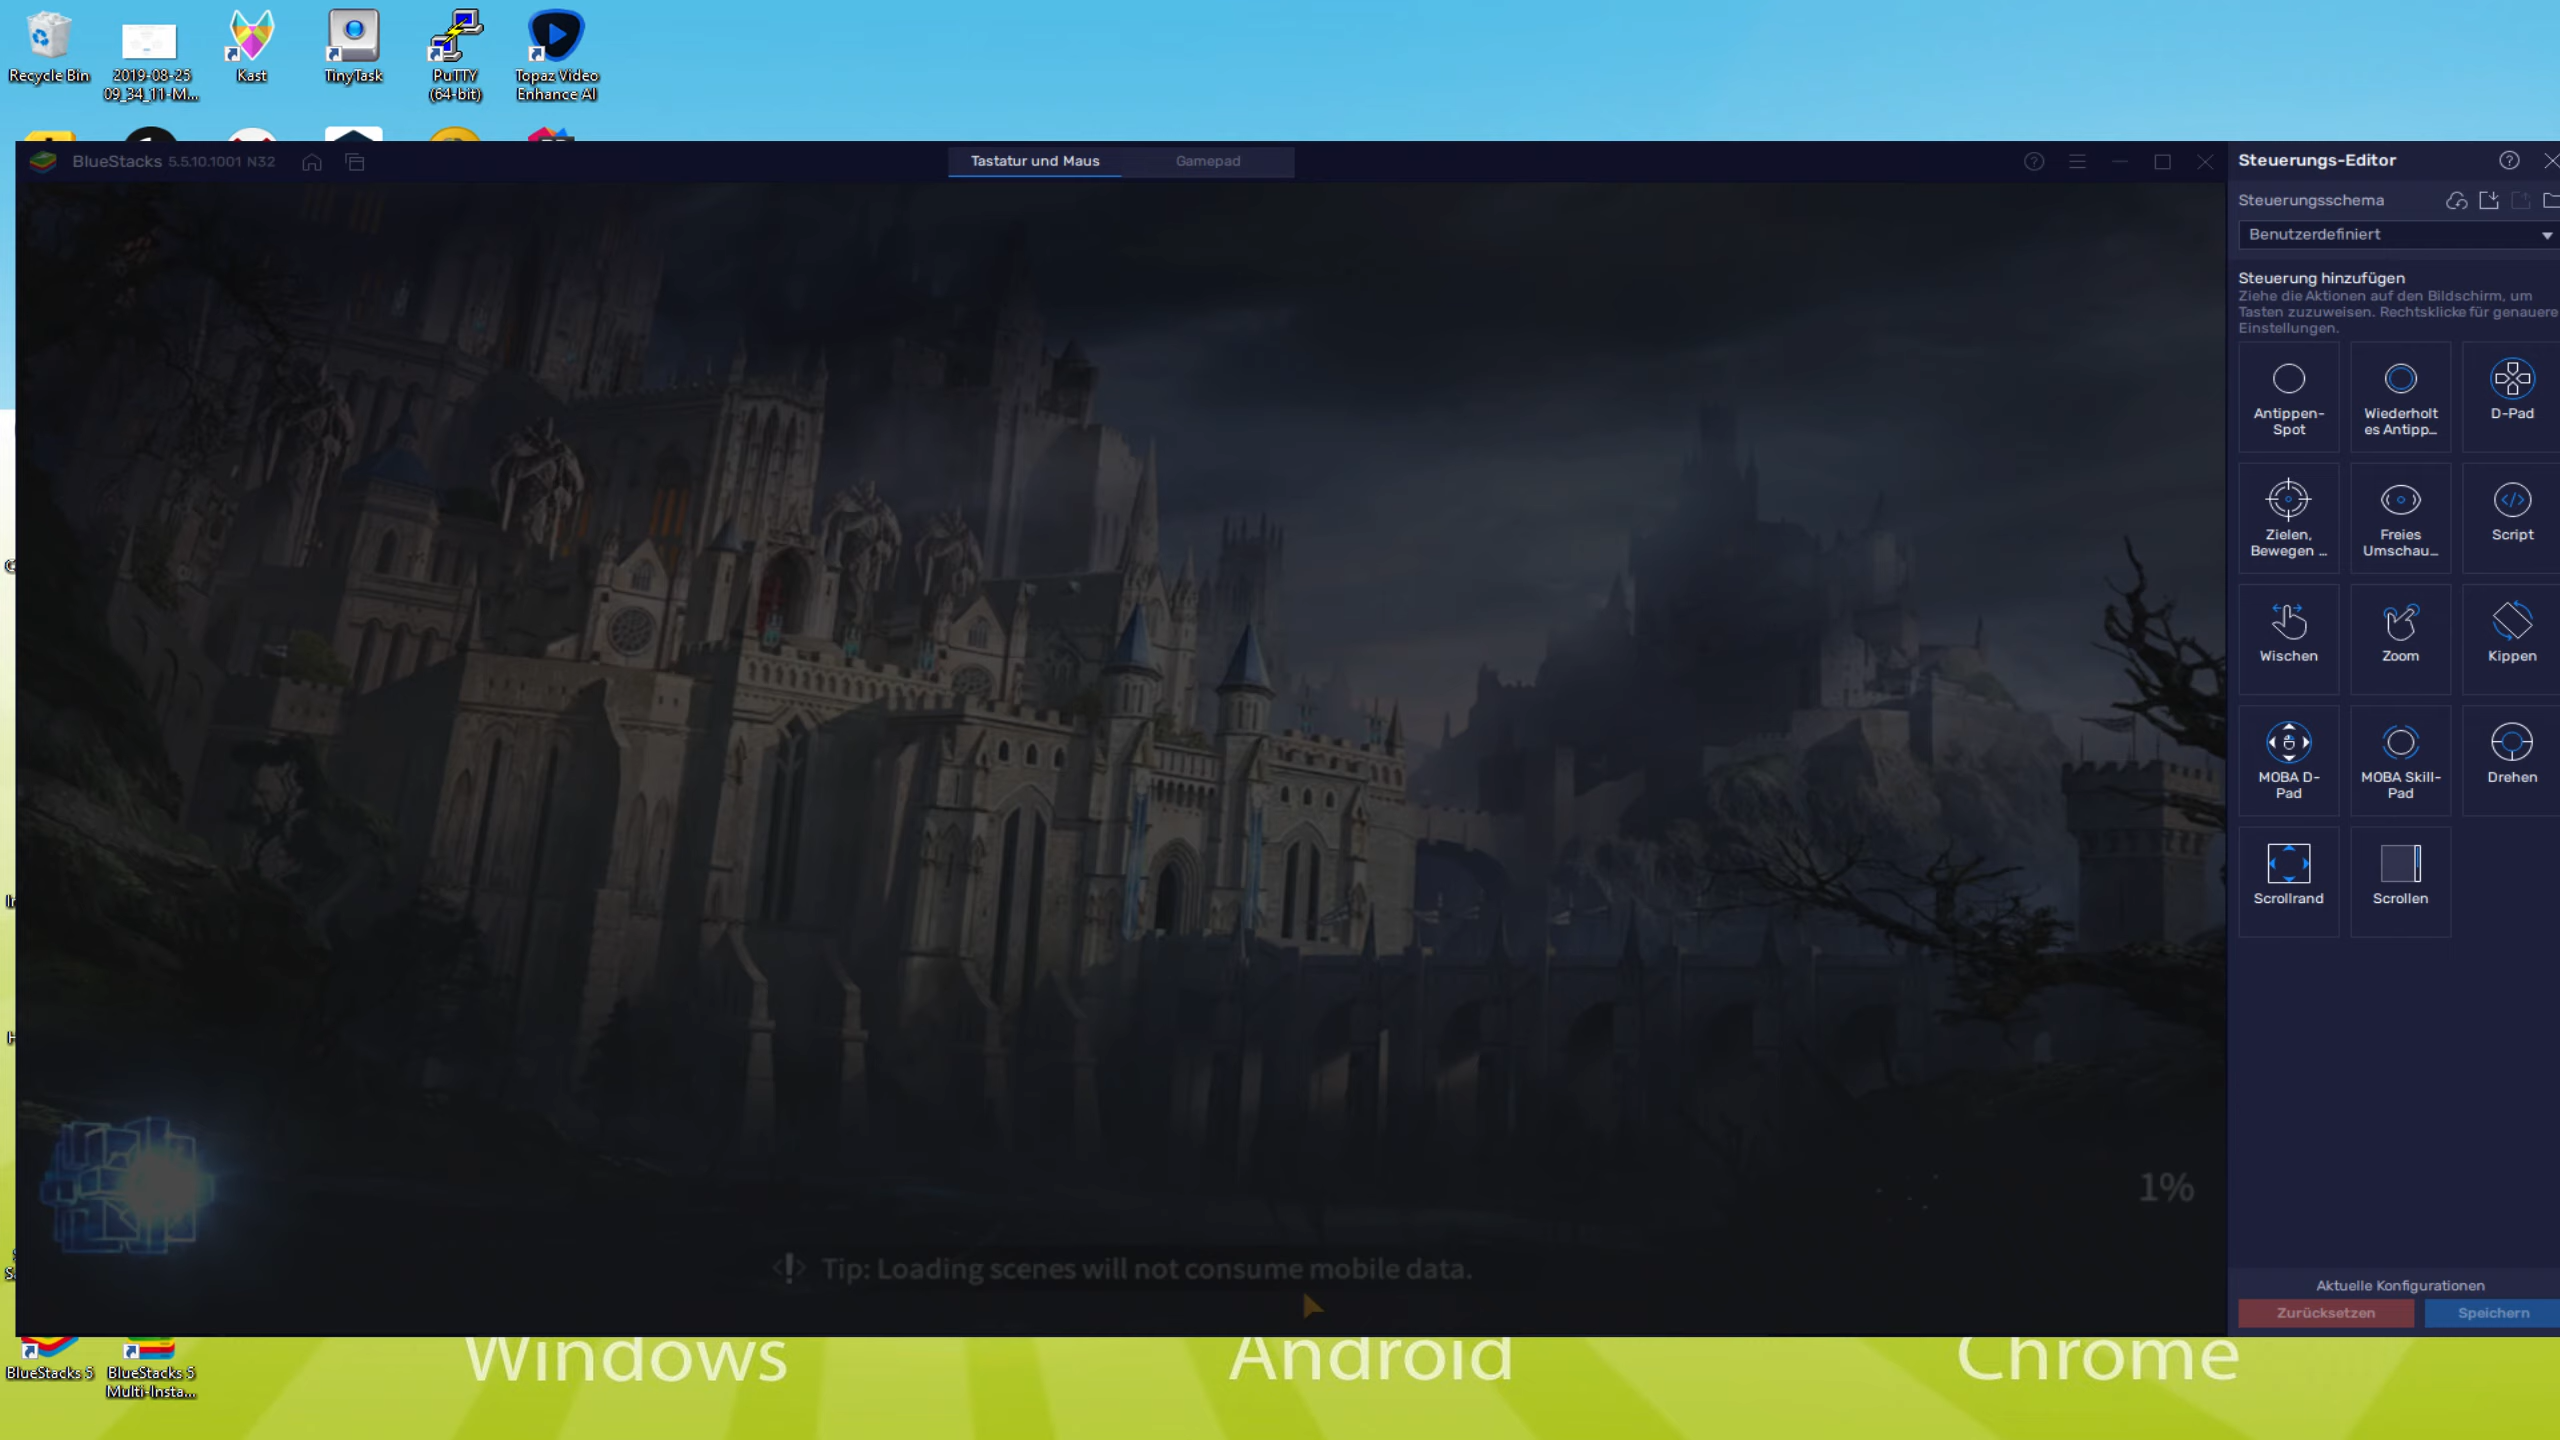 Recycle Bin
2019-08-25
09_34_11-M...
Kast
TinyTask
PuTTY
(64-bit)
Topaz Video
Enhance AI
BlueStacks 5.5.10.1001 N32
Tastatur und Maus
Gamepad
Steuerungs-Editor
Steuerungsschema
Benutzerdefiniert
Steuerung hinzufügen
Ziehe die Aktionen auf den Bildschirm, um
Tasten zuzuweisen. Rechtsklicke für genauere
Einstellungen.
Antippen-
Spot
Wiederholt
es Antipp...
D-Pad
Zielen,
Bewegen ...
Freies
Umschau...
Script
Wischen
Zoom
Kippen
MOBA D-
Pad
MOBA Skill-
Pad
Drehen
Scrollrand
Scrollen
1%
Tip: Loading scenes will not consume mobile data.
Aktuelle Konfigurationen
Zurücksetzen
Speichern
Windows
Android
Chrome
BlueStacks 5
BlueStacks 5
Multi-Insta...